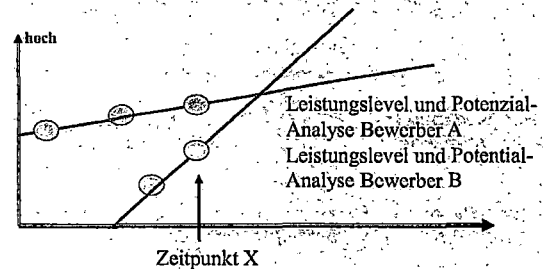 hoch
Leistungslevel und Potenzial-
Analyse Bewerber A
Leistungslevel und Potential-
Analyse Bewerber B
Zeitpunkt X